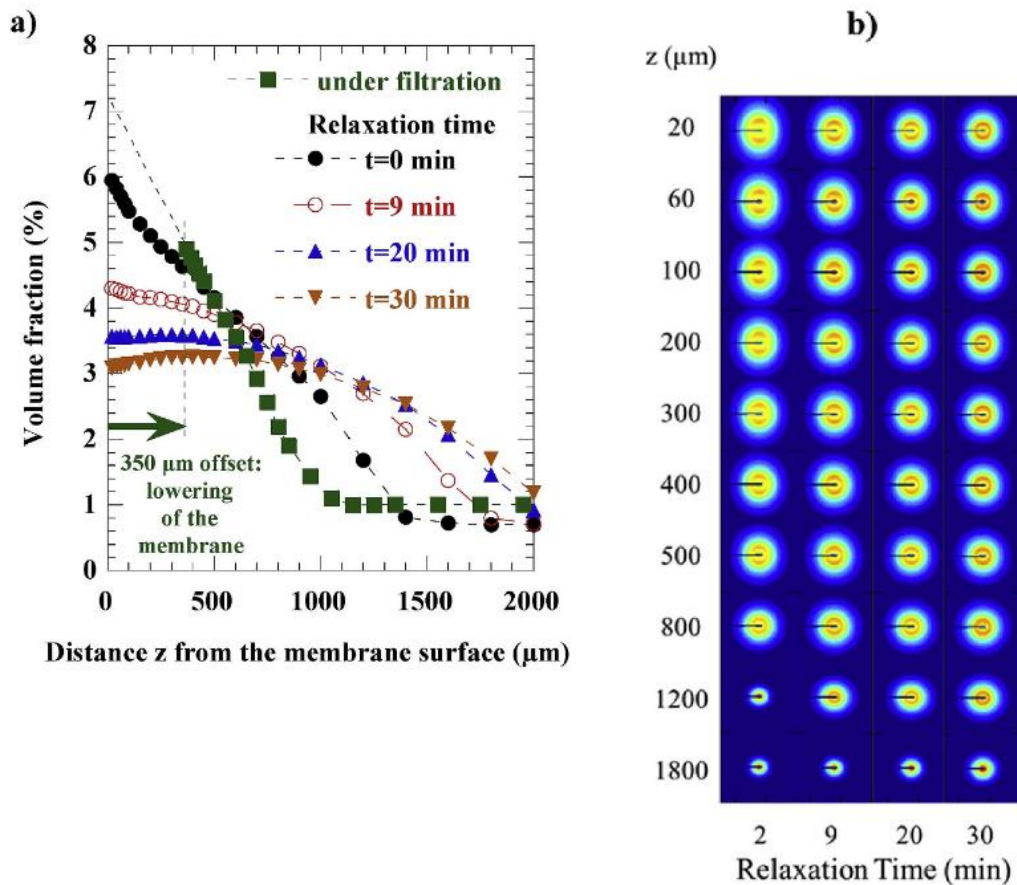 a)
8
7
6
5
4
3
2
1
0
Volume fraction (%)
under filtration
Relaxation time
t=0 min
t=9 min
t=20 min
t=30 min
350 µm offset:
lowering
of the
membrane
0
500
1000
1500
2000
Distance z from the membrane surface (µm)
b)
z (µm)
20
60
100
200
300
400
500
800
1200
1800
2 9 20 30
Relaxation Time (min)